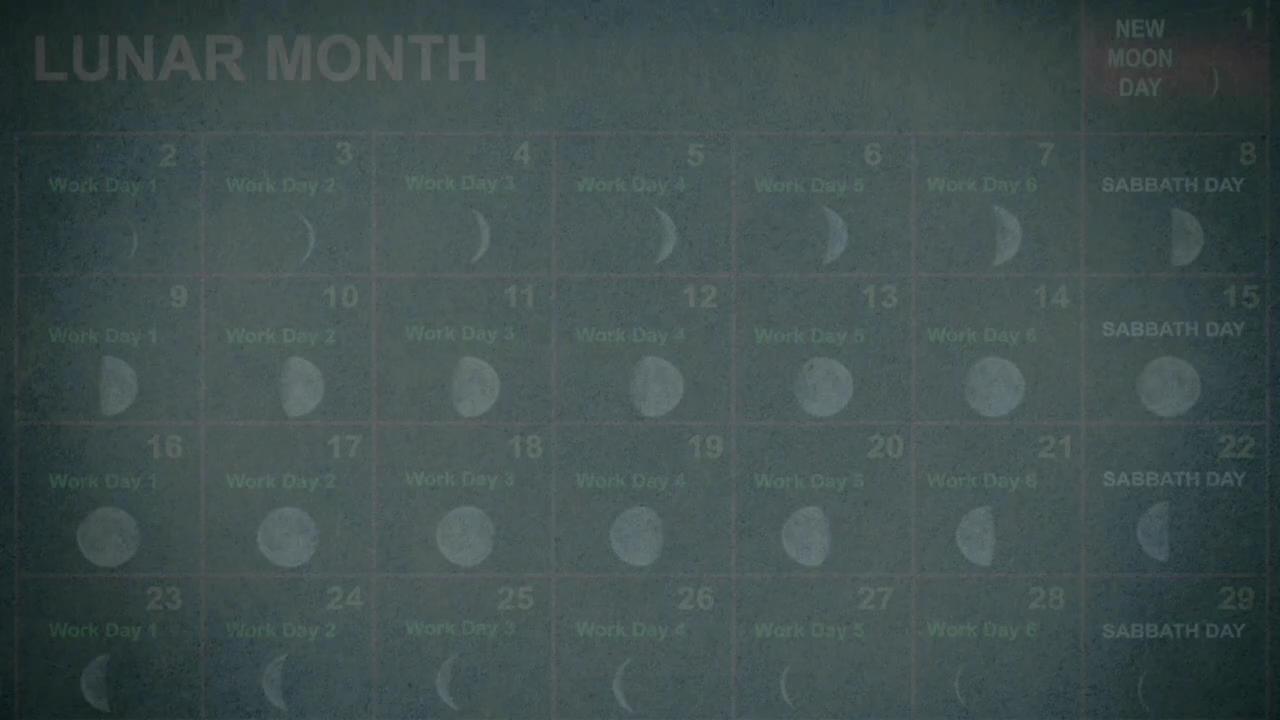 LUNAR MONTH
1
NEW
MOON
DAY
2 3 4 5 6 7 8
Work Day 1 Work Day 2 Work Day 3 Work Day 4 Work Day 5 Work Day 6 SABBATH DAY
9 10 11 12 13 14 15
Work Day 1 Work Day 2 Work Day 3 Work Day 4 Work Day 5 Work Day 6 SABBATH DAY
16 17 18 19 20 21 22
Work Day 1 Work Day 2 Work Day 3 Work Day 4 Work Day 5 Work Day 6 SABBATH DAY
23 24 25 26 27 28 29
Work Day 1 Work Day 2 Work Day 3 Work Day 4 Work Day 5 Work Day 6 SABBATH DAY